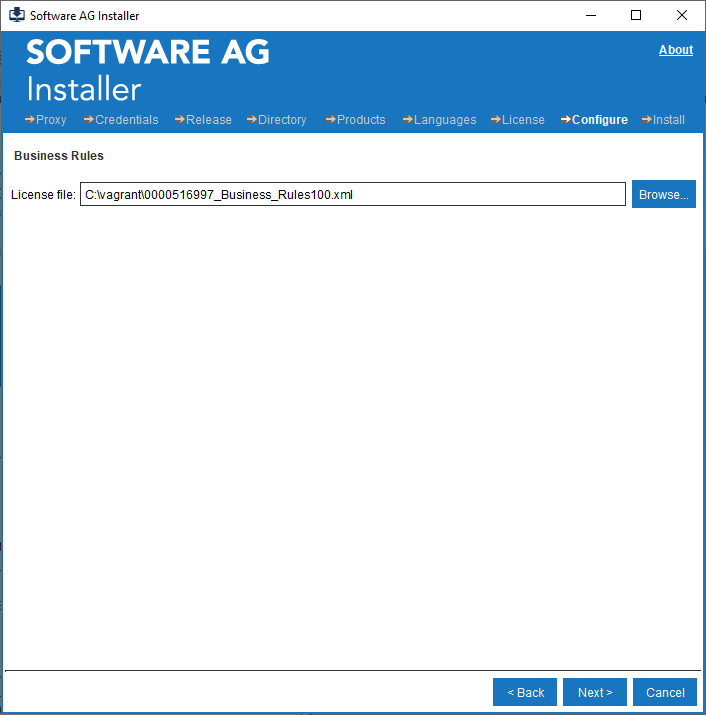 Software AG Installer
SOFTWARE AG
Installer
About
Proxy Credentials Release Directory Products Languages License Configure Install
Business Rules
License file: C:\vagrant\0000516997_Business_Rules100.xml Browse...
< Back Next > Cancel